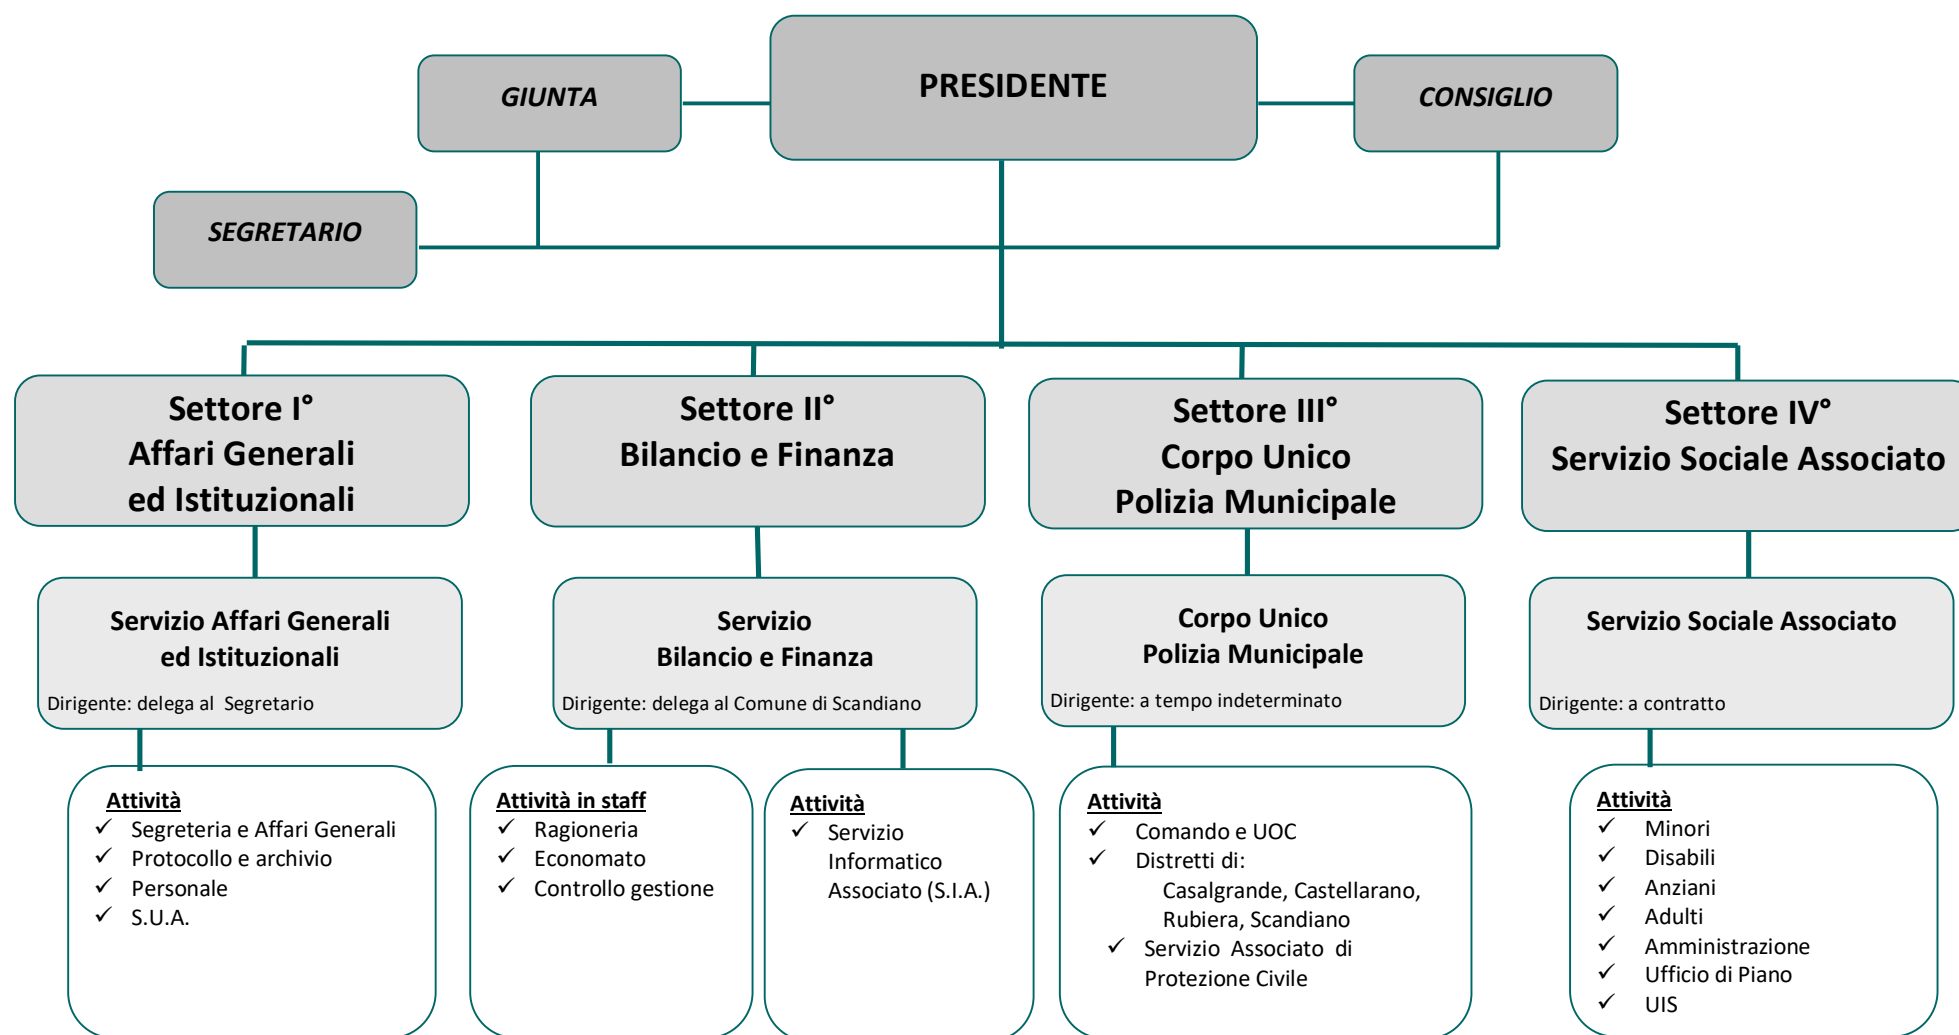 PRESIDENTE
GIUNTA
CONSIGLIO
SEGRETARIO
Settore I°
Affari Generali
ed Istituzionali
Settore II°
Bilancio e Finanza
Settore III°
Corpo Unico
Polizia Municipale
Settore IV°
Servizio Sociale Associato
Servizio Affari Generali
ed Istituzionali
Dirigente: delega al Segretario
Servizio
Bilancio e Finanza
Dirigente: delega al Comune di Scandiano
Corpo Unico
Polizia Municipale
Dirigente: a tempo indeterminato
Servizio Sociale Associato
Dirigente: a contratto
Attività
✓ Segreteria e Affari Generali
✓ Protocollo e archivio
✓ Personale
✓ S.U.A.
Attività in staff
✓ Ragioneria
✓ Economato
✓ Controllo gestione
Attività
✓ Servizio
Informatico
Associato (S.I.A.)
Attività
✓ Comando e UOC
✓ Distretti di:
Casalgrande, Castellarano,
Rubiera, Scandiano
✓ Servizio Associato di
Protezione Civile
Attività
✓ Minori
✓ Disabili
✓ Anziani
✓ Adulti
✓ Amministrazione
✓ Ufficio di Piano
✓ UIS